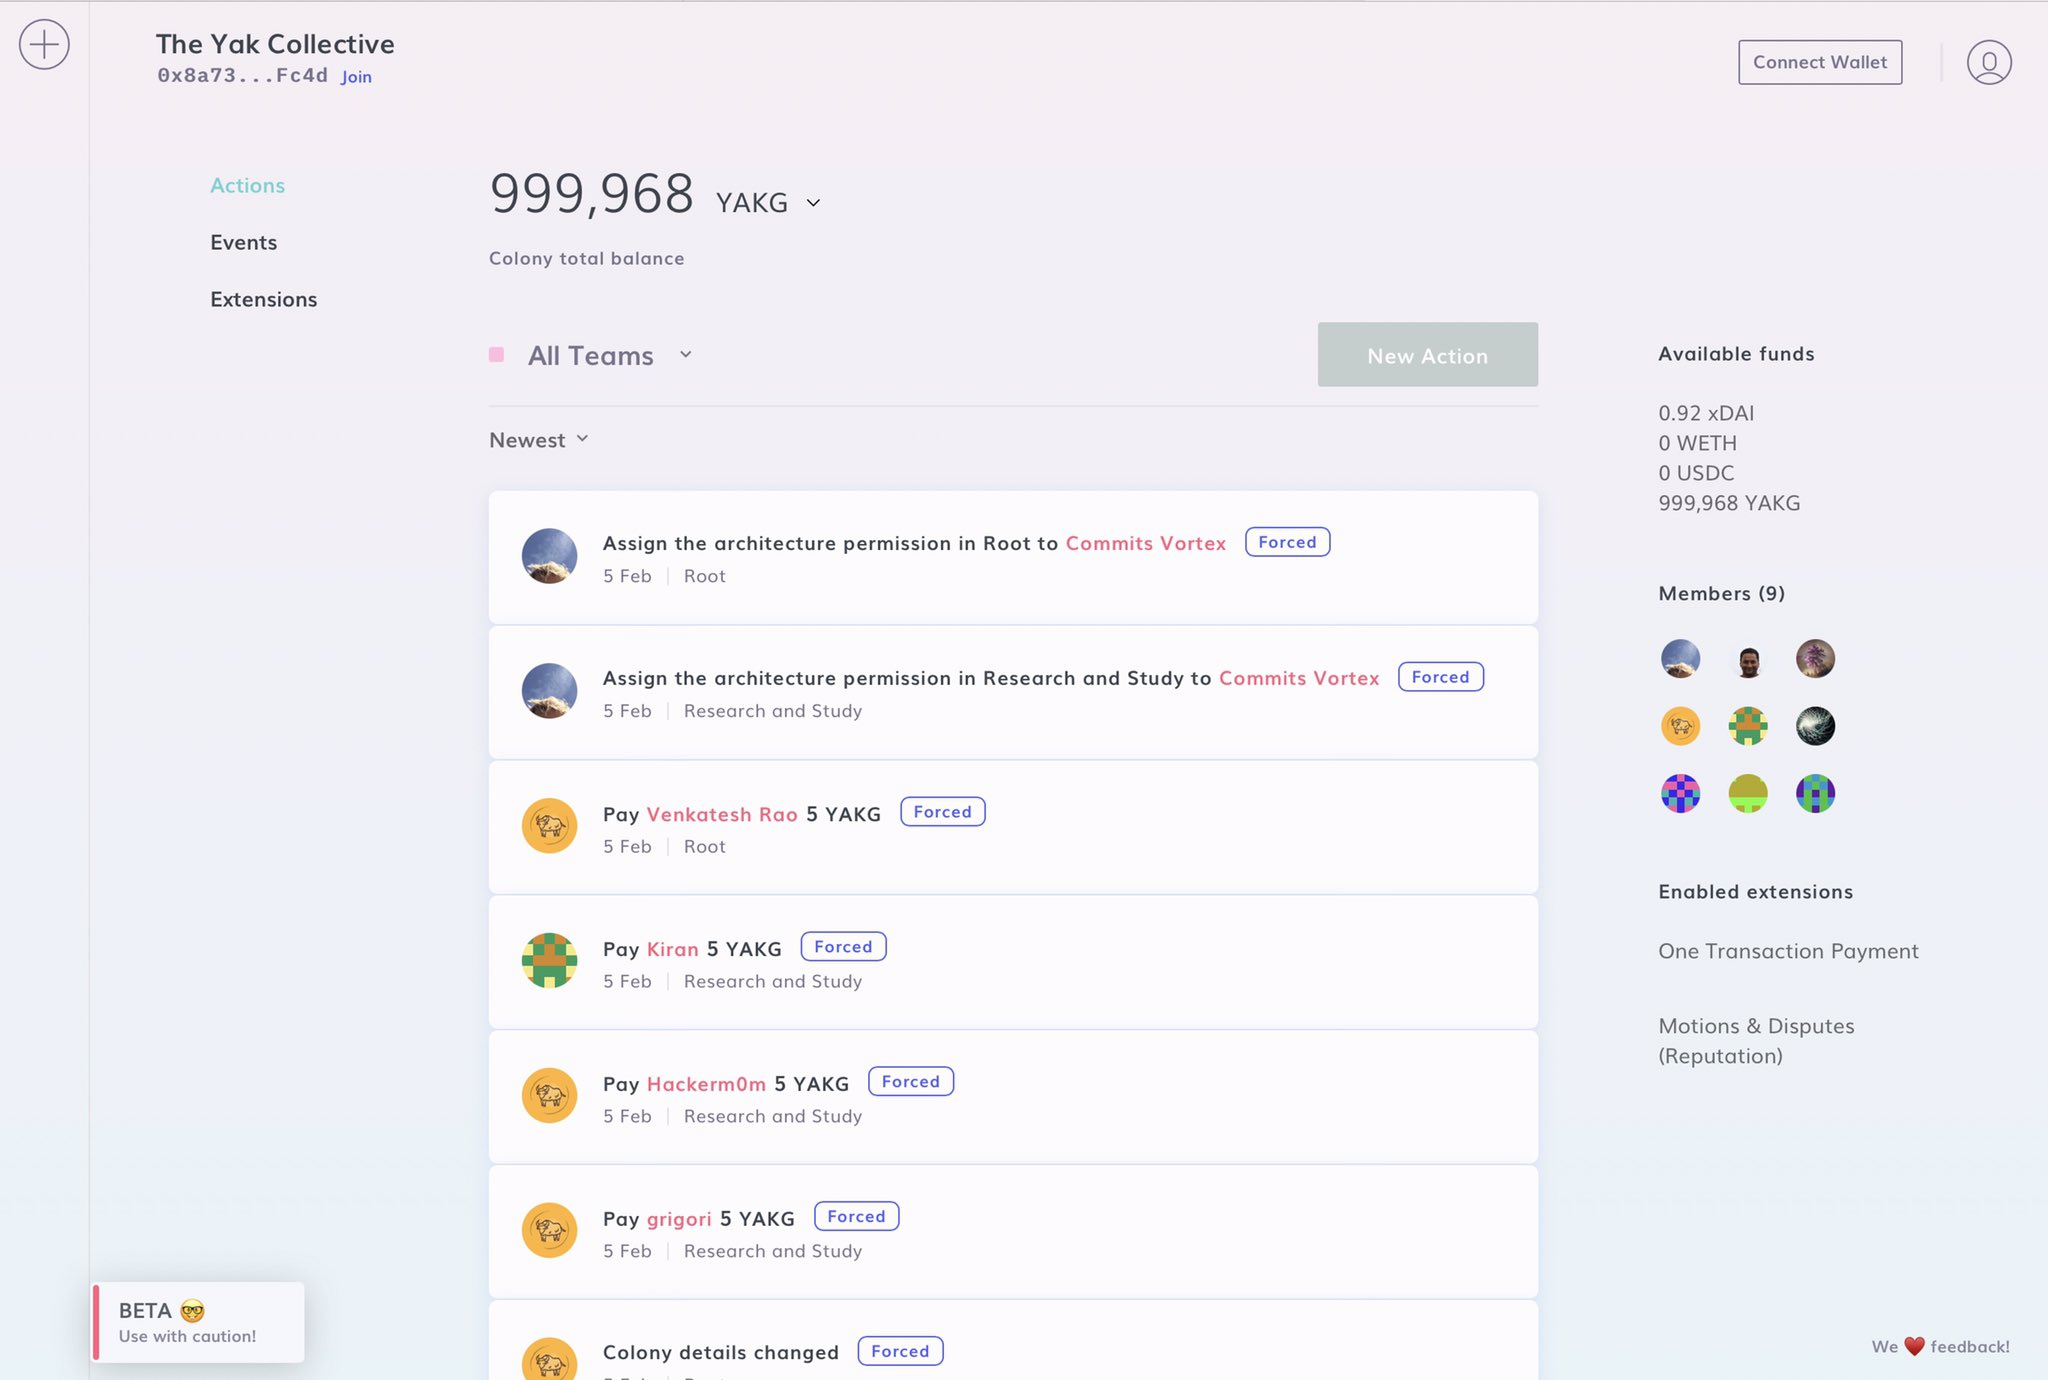 The Yak Collective
0x8a73...Fc4d Join
Connect Wallet
Actions
Events
Extensions
999,968 YAKG
Colony total balance
All Teams
New Action
Newest
Assign the architecture permission in Root to Commits Vortex Forced
5 Feb | Root
Assign the architecture permission in Research and Study to Commits Vortex Forced
5 Feb | Research and Study
Pay Venkatesh Rao 5 YAKG Forced
5 Feb | Root
Pay Kiran 5 YAKG Forced
5 Feb | Research and Study
Pay Hackerm0m 5 YAKG Forced
5 Feb | Research and Study
Pay grigori 5 YAKG Forced
5 Feb | Research and Study
Colony details changed Forced
Available funds
0.92 xDAI
0 WETH
0 USDC
999,968 YAKG
Members (9)
Enabled extensions
One Transaction Payment
Motions & Disputes
(Reputation)
BETA 🤓
Use with caution!
We ❤️ feedback!